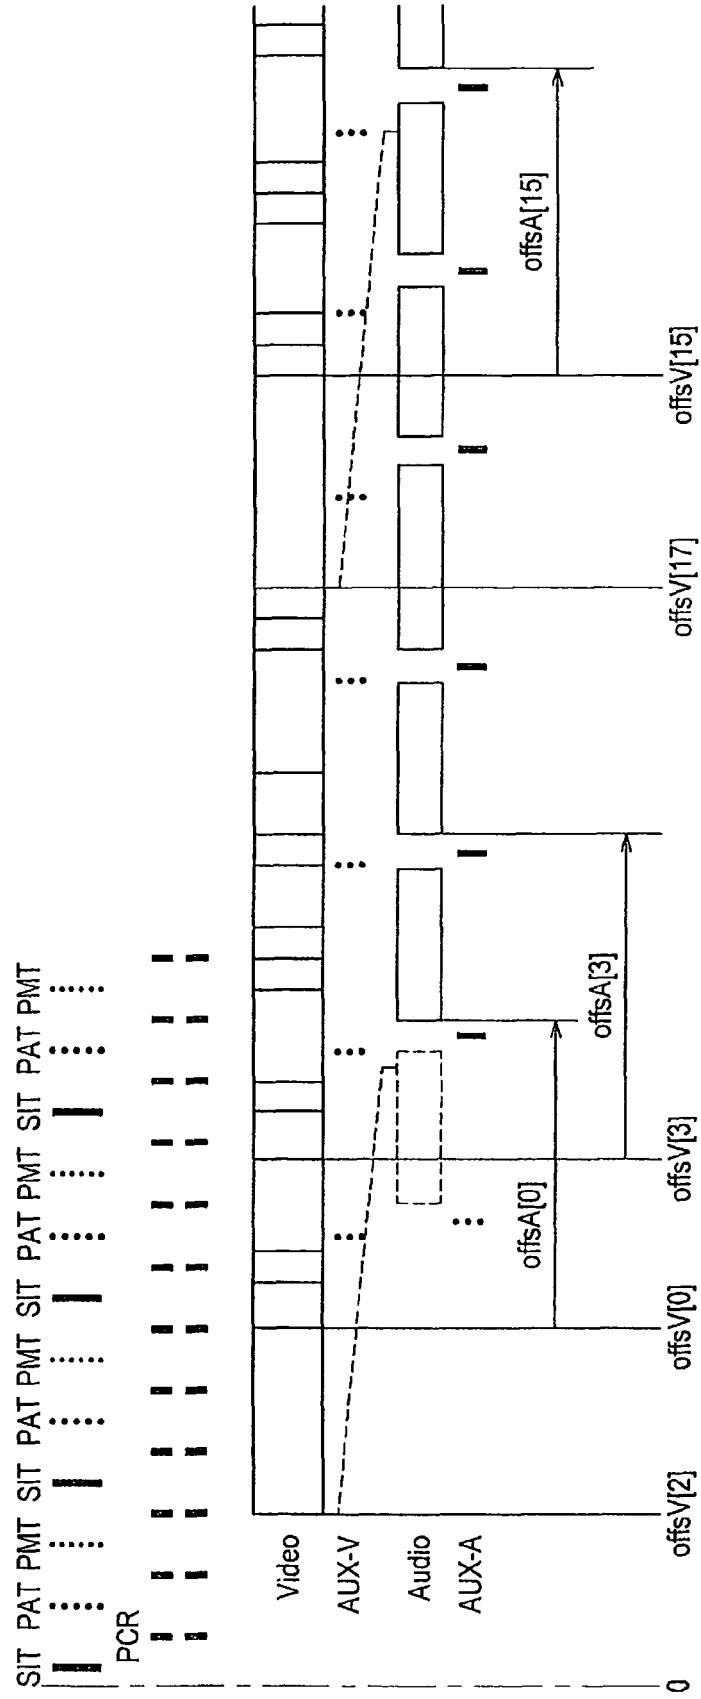 SIT PAT PMT SIT PAT PMT SIT PAT PMT SIT PAT PMT
PCR
Video
AUX-V
Audio
AUX-A
offsA[0]
offsA[15]
offsA[3]
0
offsV[2]
offsV[0]
offsV[3]
offsV[17]
offsV[15]